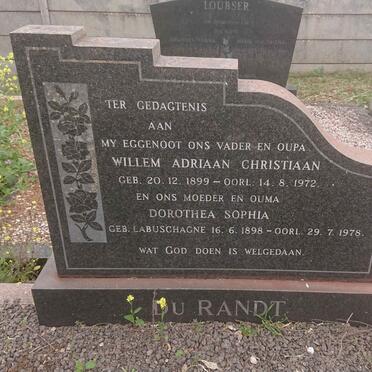 LOUBSER
TER GEDAGTENIS
AAN
MY EGGENOOT ONS VADER EN OUPA
WILLEM ADRIAAN CHRISTIAAN
GEB. 20. 12. 1899 – OORL. 14. 8. 1972
EN ONS MOEDER EN OUMA
DOROTHEA SOPHIA
GEB. LABUSCHAGNE 16. 6. 1898 – OORL. 29. 7. 1978.
WAT GOD DOEN IS WELGEDAAN.
DU RANDT